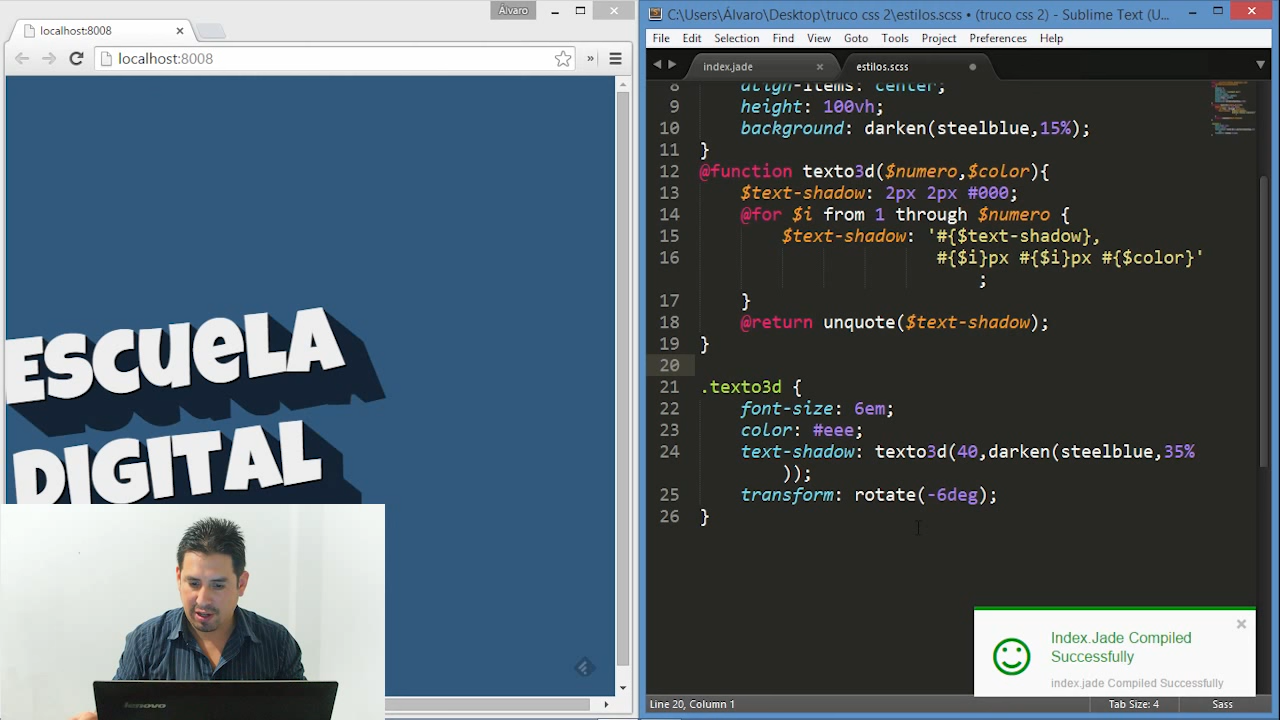 Álvaro
localhost:8008
localhost:8008
»
ESCUELA
DIGITAL
lenovo
C:\Users\Álvaro\Desktop\truco css 2\estilos.scss • (truco css 2) - Sublime Text (U...
File Edit Selection Find View Goto Tools Project Preferences Help
index.jade estilos.scss
8 align-items: center;
9 height: 100vh;
10 background: darken(steelblue,15%);
11 }
12 @function texto3d($numero,$color){
13 $text-shadow: 2px 2px #000;
14 @for $i from 1 through $numero {
15 $text-shadow: '#{$text-shadow},
16 #{$i}px #{$i}px #{$color}'
;
17 }
18 @return unquote($text-shadow);
19 }
20
21 .texto3d {
22 font-size: 6em;
23 color: #eee;
24 text-shadow: texto3d(40,darken(steelblue,35%
));
25 transform: rotate(-6deg);
26 }
Index.Jade Compiled
Successfully
index.jade Compiled Successfully
Line 20, Column 1 Tab Size: 4 Sass